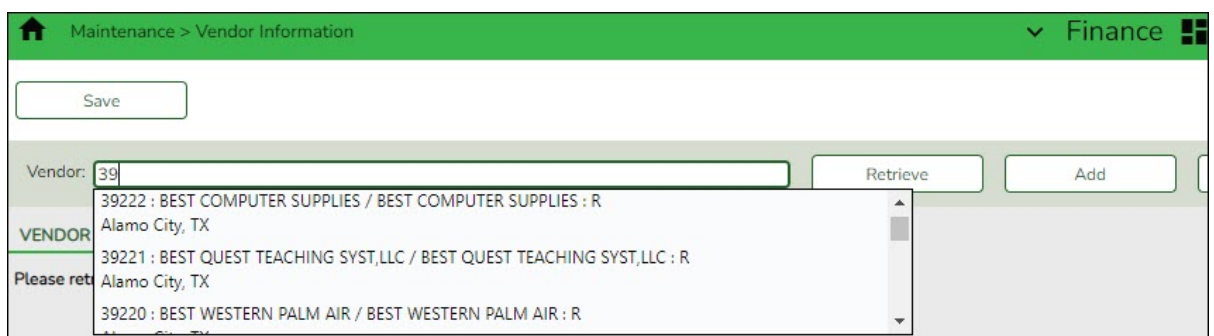 Maintenance > Vendor Information
Finance
Save
Vendor: 39
Retrieve
Add
39222 : BEST COMPUTER SUPPLIES / BEST COMPUTER SUPPLIES : R
Alamo City, TX
VENDOR
39221 : BEST QUEST TEACHING SYST,LLC / BEST QUEST TEACHING SYST,LLC : R
Please retr
Alamo City, TX
39220 : BEST WESTERN PALM AIR / BEST WESTERN PALM AIR : R